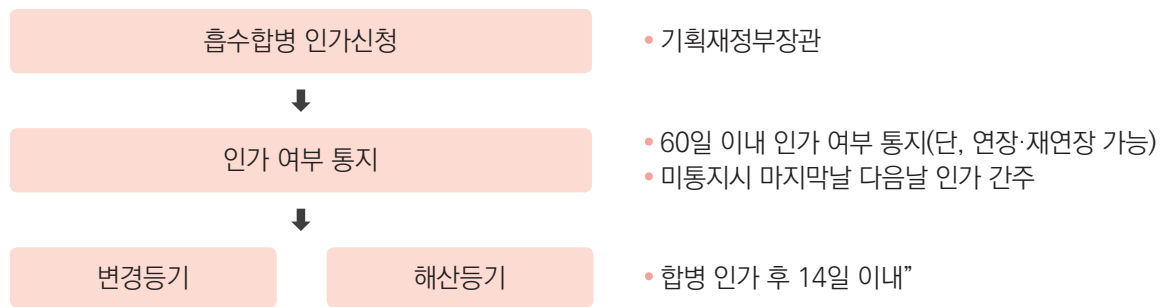 흡수합병 인가신청
• 기획재정부장관
인가 여부 통지
• 60일 이내 인가 여부 통지(단, 연장·재연장 가능)
• 미통지시 마지막날 다음날 인가 간주
변경등기
해산등기
• 합병 인가 후 14일 이내”